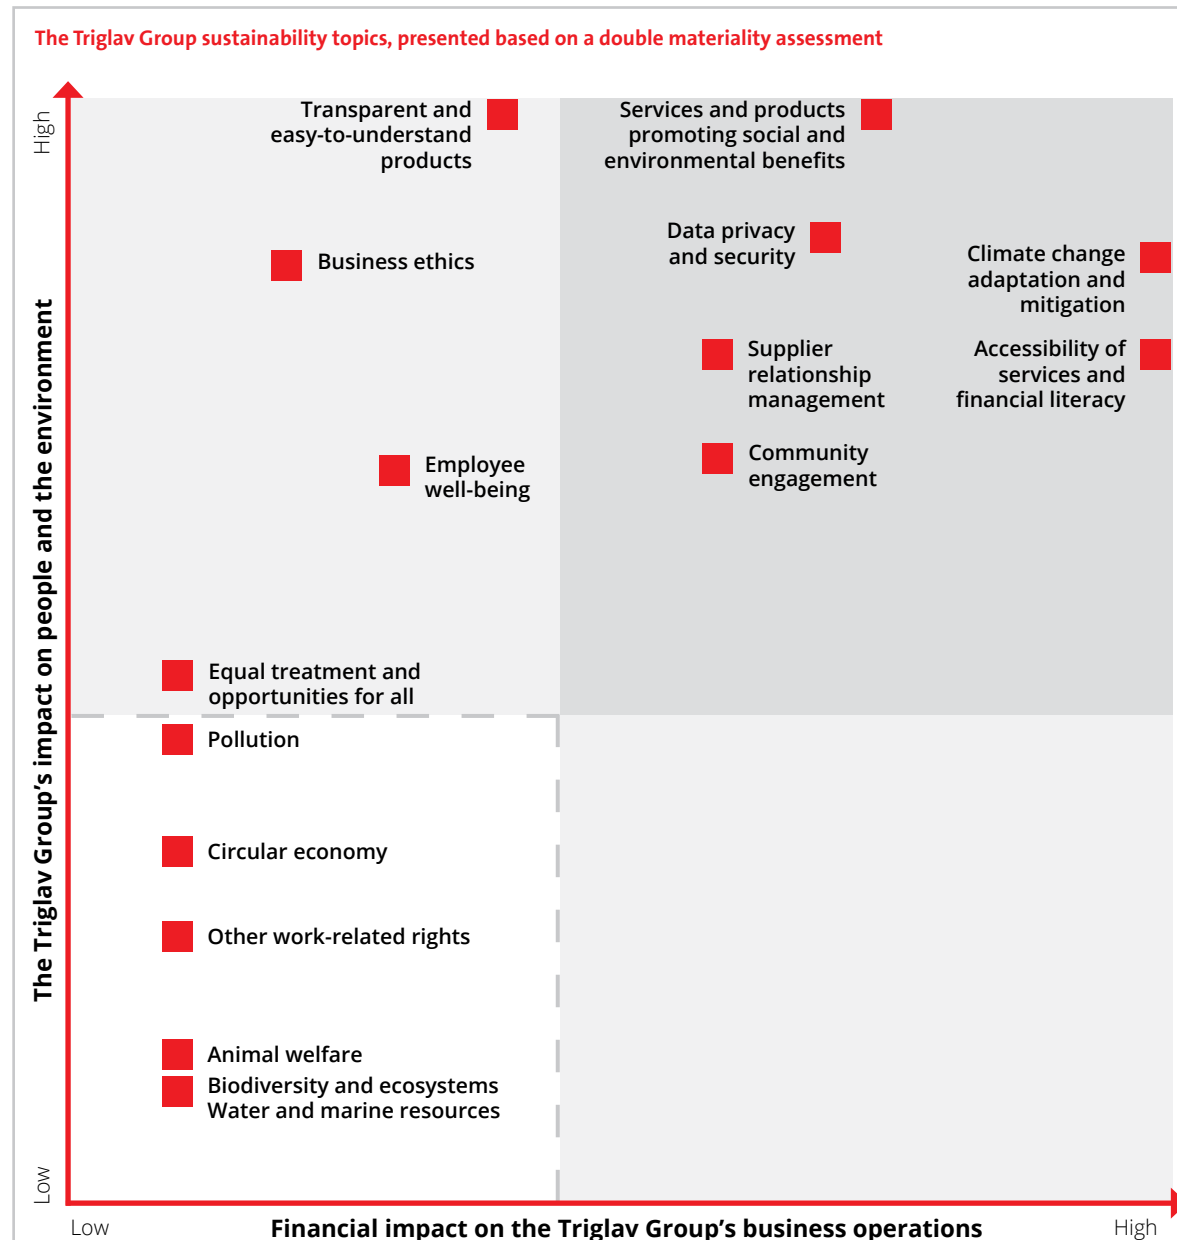 The Triglav Group sustainability topics, presented based on a double materiality assessment
High
Transparent and
easy-to-understand
products
Services and products
promoting social and
environmental benefits
Business ethics
Data privacy
and security
Climate change
adaptation and
mitigation
Supplier
relationship
management
Accessibility of
services and
financial literacy
Employee
well-being
Community
engagement
The Triglav Group's impact on people and the environment
Equal treatment and
opportunities for all
Pollution
Circular economy
Other work-related rights
Animal welfare
Biodiversity and ecosystems
Water and marine resources
Low
Low
Financial impact on the Triglav Group's business operations
High